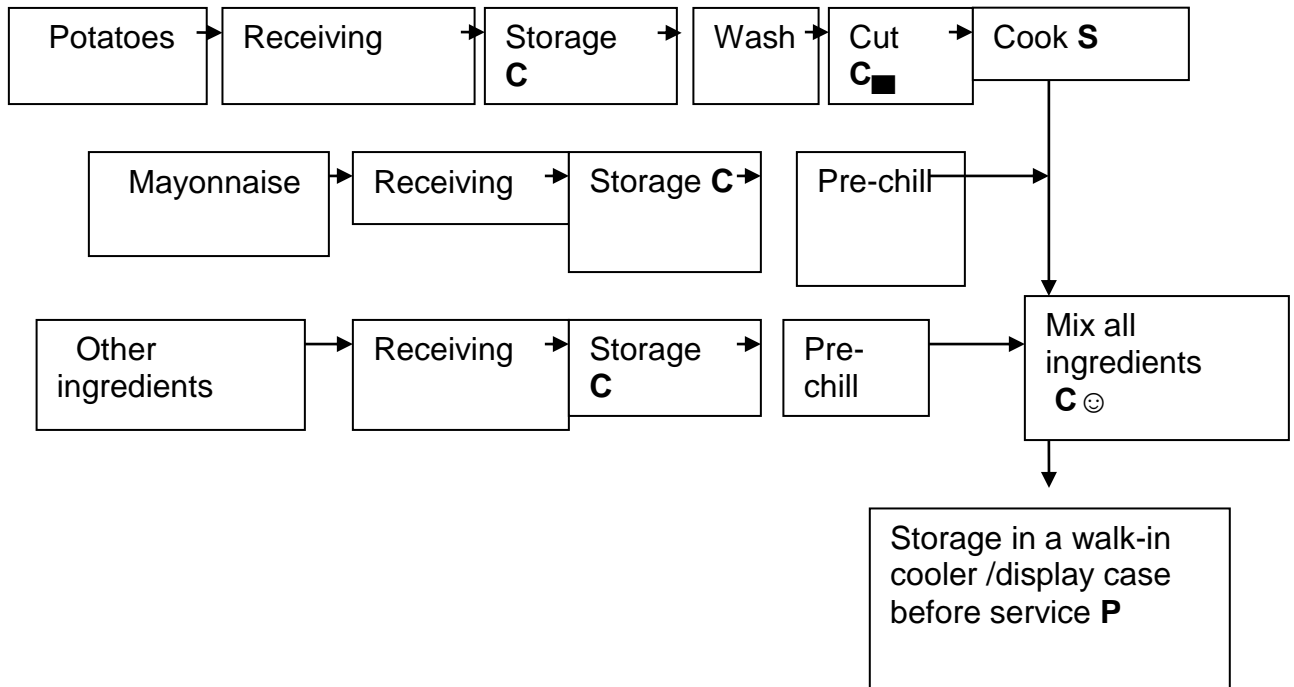 Potatoes
Receiving
Storage
C
Wash
Cut
C▄
Cook S
Mayonnaise
Receiving
Storage C
Pre-chill
Other
ingredients
Receiving
Storage
C
Pre-
chill
Mix all
ingredients
C☺
Storage in a walk-in
cooler /display case
before service P